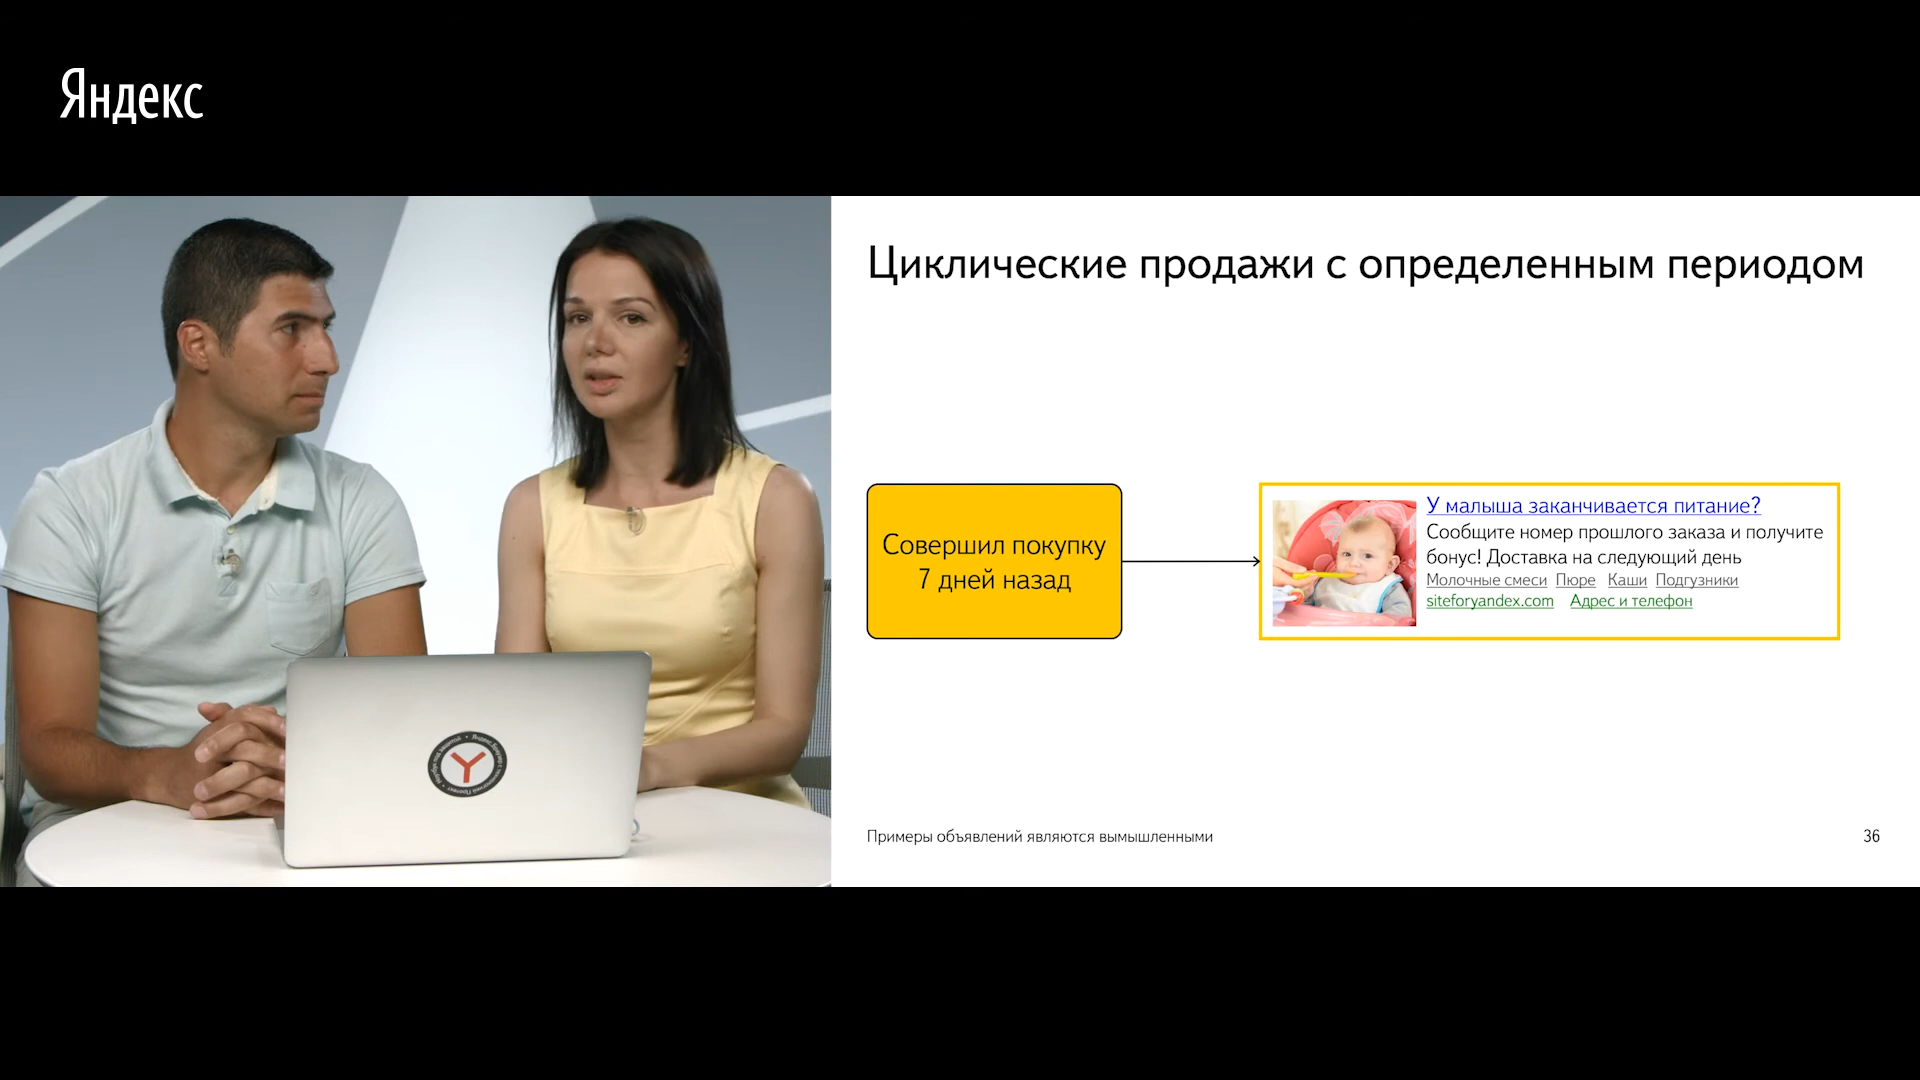 Яндекс
Циклические продажи с определенным периодом
Совершил покупку
7 дней назад
У малыша заканчивается питание?
Сообщите номер прошлого заказа и получите
бонус! Доставка на следующий день
Молочные смеси Пюре Каши Подгузники
siteforyandex.com Адрес и телефон
Примеры объявлений являются вымышленными
36